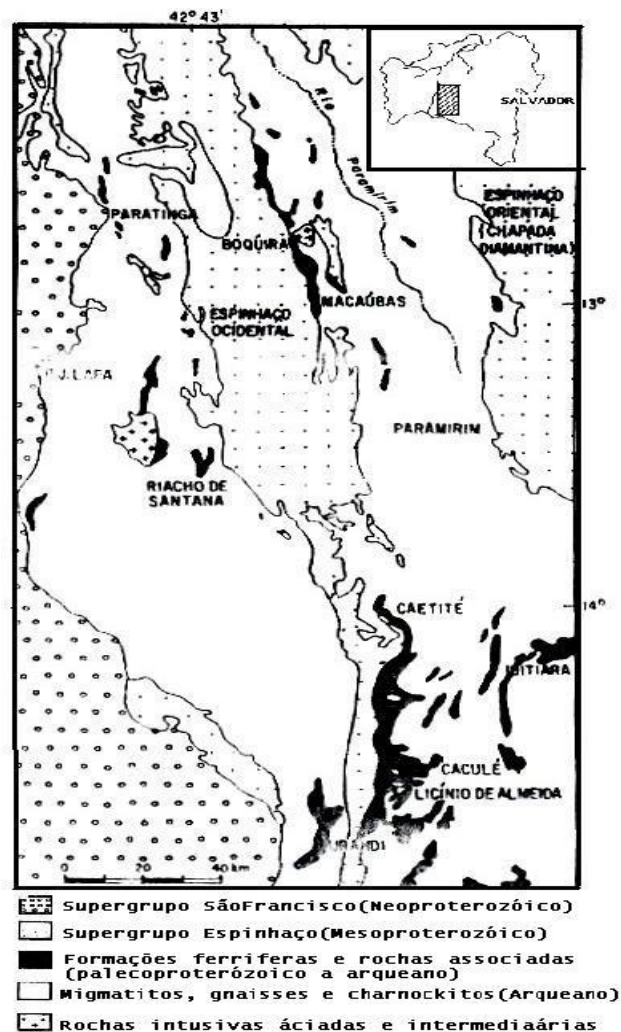 42º43'
SALVADOR
Rio
Paramirim
PARATINGA
ESPINHAÇO
ORIENTAL
(CHAPADA
DIAMANTINA)
BOQUIRA
MACAÚBAS
13º
ESPINHAÇO
OCIDENTAL
J. LAPA
PARAMIRIM
RIACHO DE
SANTANA
CAETITÉ
14º
CACULÉ
LICÍNIO DE ALMEIDA
0 20 40 km
Supergrupo SãoFrancisco(Neoproterozóico)
Supergrupo Espinhaço(Mesoproterozóico)
Formações ferríferas e rochas associadas
(palecoproterózoico a arqueano)
Migmatitos, gnaisses e charnockitos(Arqueano)
Rochas intusivas áciadas e intermediaárias